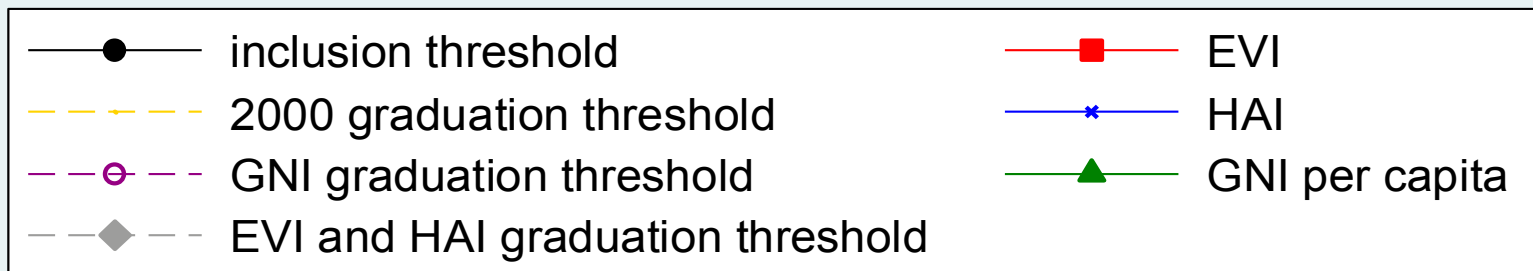 inclusion threshold
2000 graduation threshold
GNI graduation threshold
EVI and HAI graduation threshold
EVI
HAI
GNI per capita